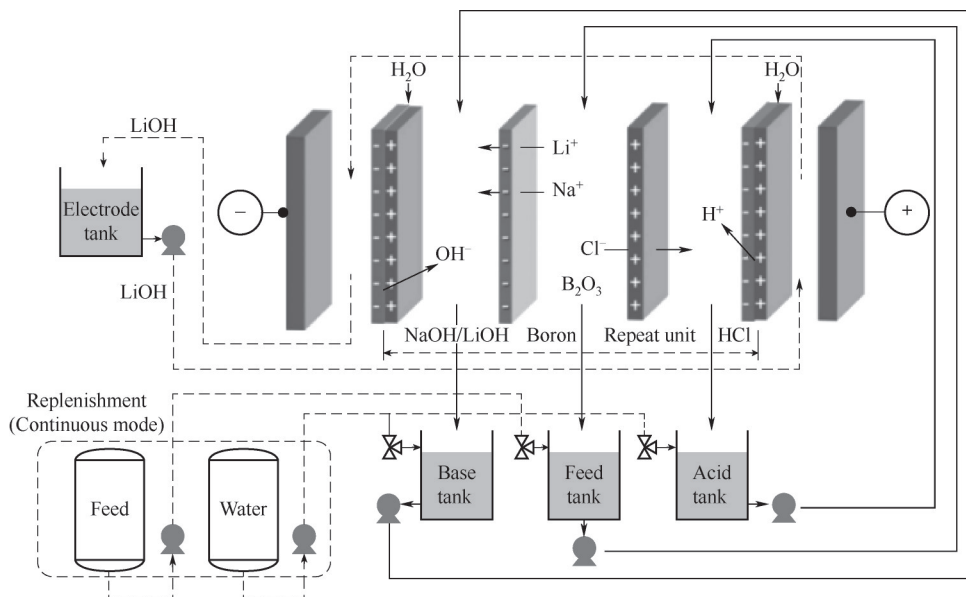 H₂O
H₂O
LiOH
Li⁺
Electrode
tank
−
+
Na⁺
H⁺
Cl⁻
OH⁻
B₂O₃
LiOH
NaOH/LiOH
Boron
Repeat unit
HCl
Replenishment
(Continuous mode)
Feed
Water
Base
tank
Feed
tank
Acid
tank